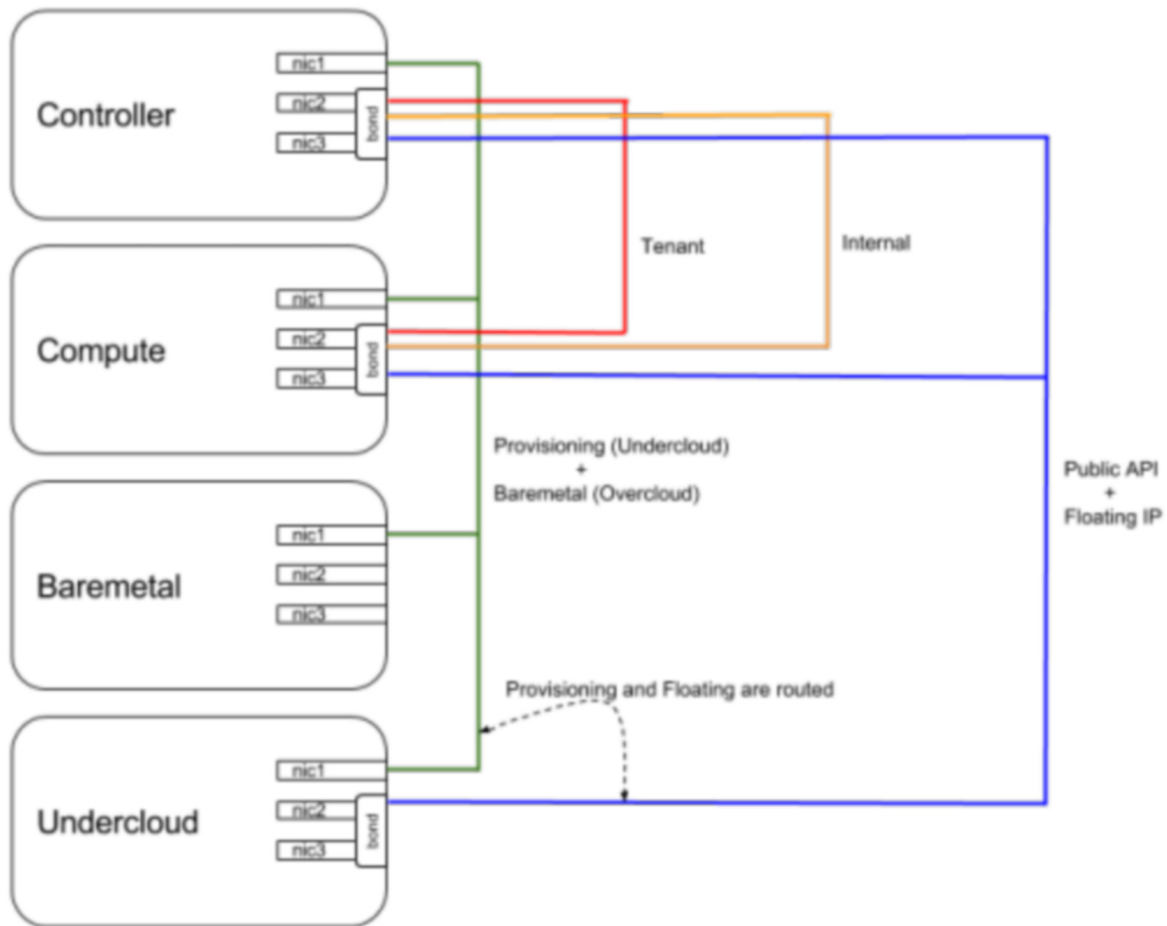 nic1
Controller
nic2
bond
nic3
Tenant
Internal
nic1
Compute
nic2
bond
nic3
Provisioning (Undercloud)
+
Baremetal (Overcloud)
Public API
+
Floating IP
nic1
Baremetal
nic2
nic3
Provisioning and Floating are routed
nic1
Undercloud
nic2
bond
nic3